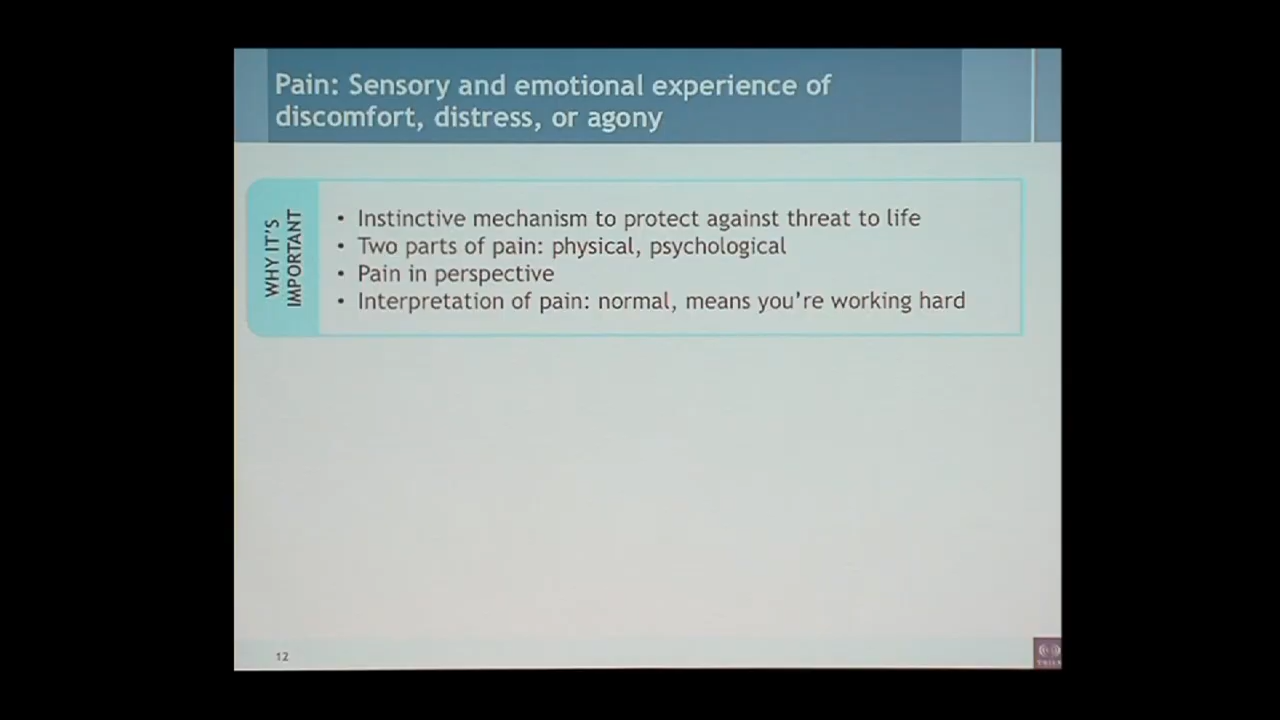 Pain: Sensory and emotional experience of
discomfort, distress, or agony
WHY IT'S
IMPORTANT
• Instinctive mechanism to protect against threat to life
• Two parts of pain: physical, psychological
• Pain in perspective
• Interpretation of pain: normal, means you're working hard
12